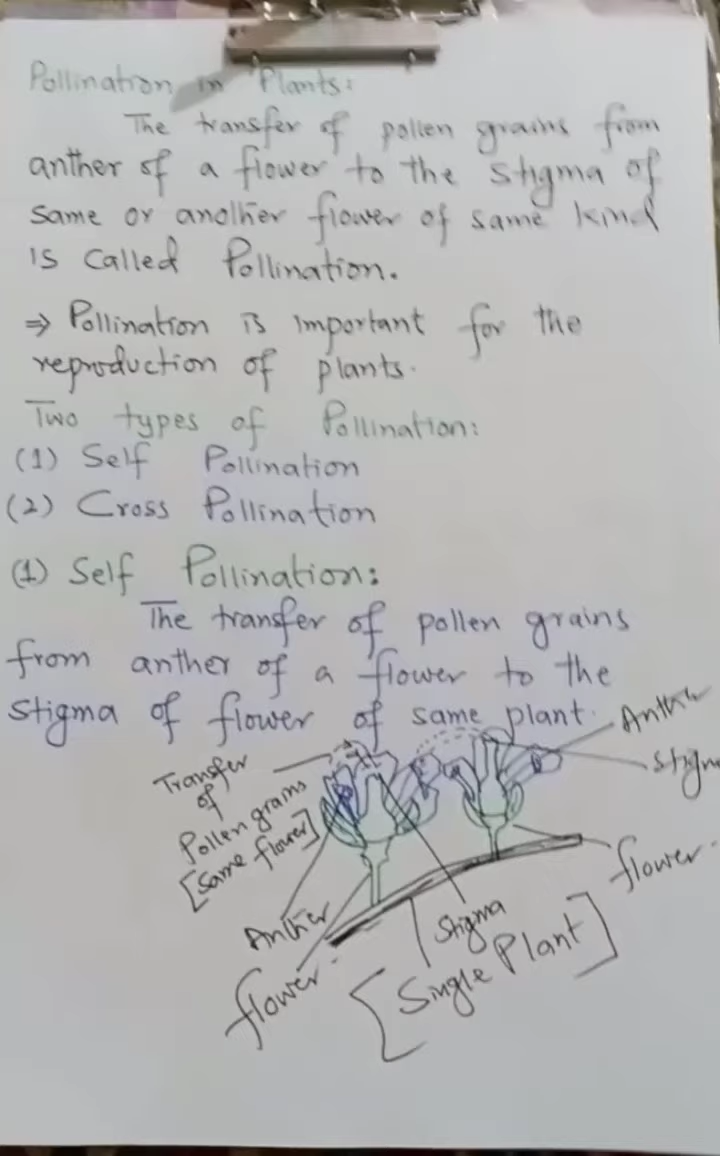 Pollination in Plants:
The transfer of pollen grains from
anther of a flower to the stigma of
same or another flower of same kind
is called Pollination.
⇒ Pollination is important for the
reproduction of plants.
Two types of Pollination:
(1) Self Pollination
(2) Cross Pollination
(1) Self Pollination:
The transfer of pollen grains
from anther of a flower to the
stigma of flower of same plant.
Anther
Stigm
Transfer
of
Pollen grains
[Same flower]
flower.
Anther
Stigma
flower.
[Single Plant]